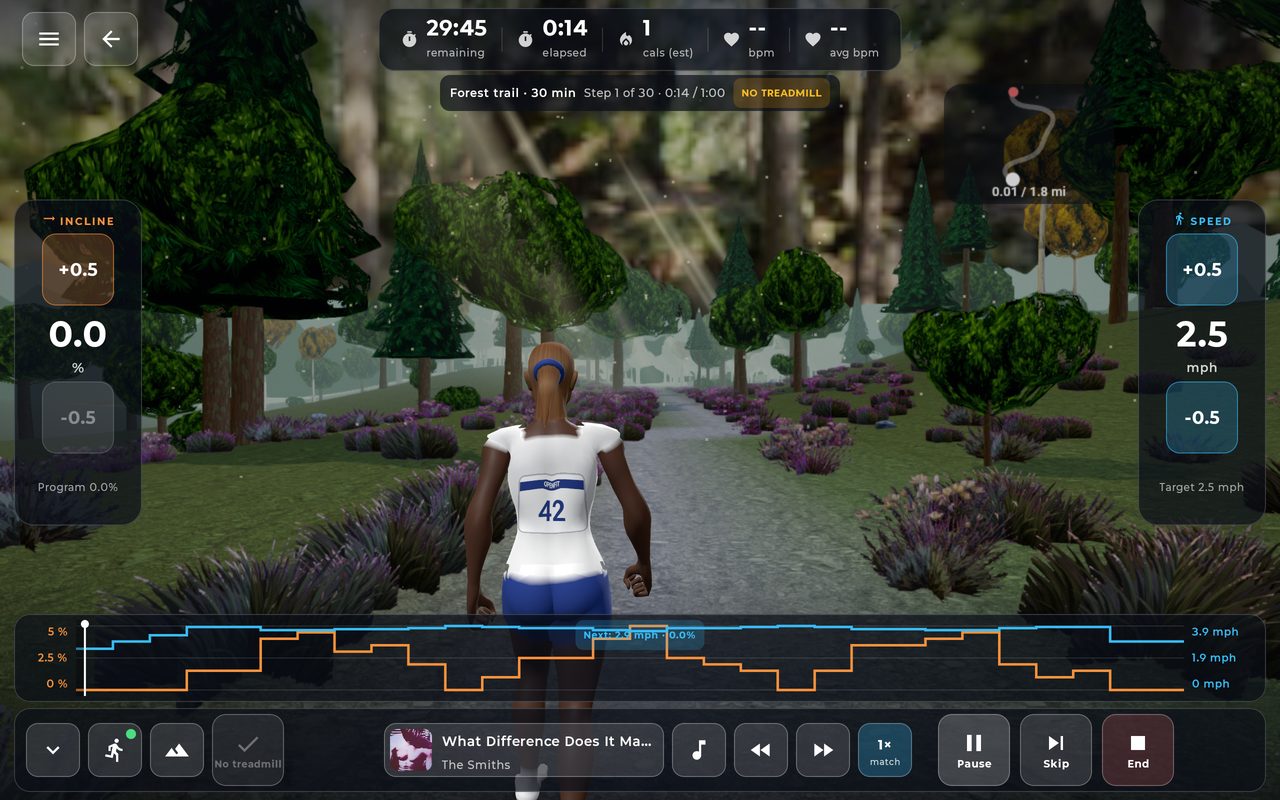 29:45
remaining
0:14
elapsed
1
cals (est)
--
bpm
--
avg bpm
Forest trail · 30 min Step 1 of 30 · 0:14 / 1:00 NO TREADMILL
0.01 / 1.8 mi
INCLINE
+0.5
0.0
%
-0.5
Program 0.0%
SPEED
+0.5
2.5
mph
-0.5
Target 2.5 mph
OPENFIT
42
5 %
2.5 %
0 %
Next: 2.9 mph · 0.0%
3.9 mph
1.9 mph
0 mph
No treadmill
What Difference Does It Ma...
The Smiths
1×
match
Pause
Skip
End